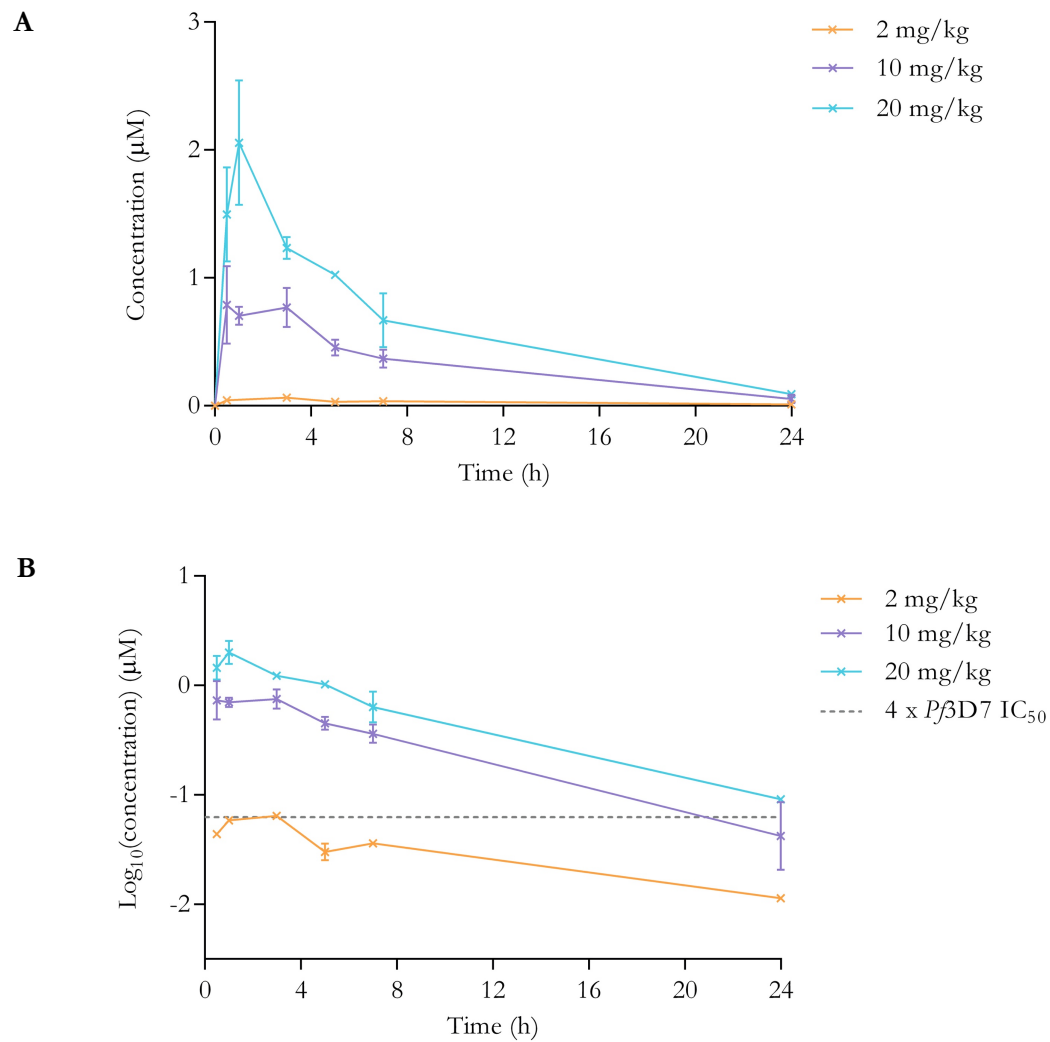 A
3
2
1
0
Concentration (µM)
0 4 8 12 16 20 24
Time (h)
2 mg/kg
10 mg/kg
20 mg/kg
B
1
0
-1
-2
Log₁₀(concentration) (µM)
0 4 8 12 16 20 24
Time (h)
2 mg/kg
10 mg/kg
20 mg/kg
4 x Pf3D7 IC₅₀